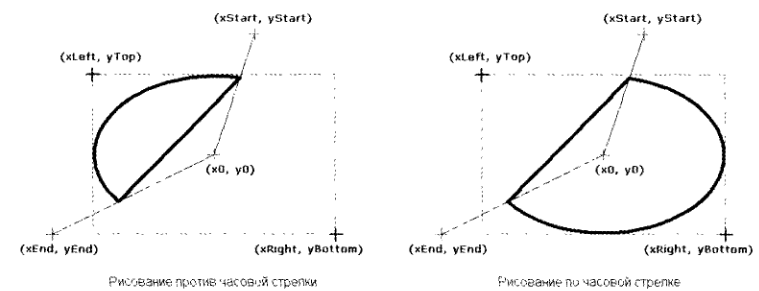 (xStart, yStart)
(xLeft, yTop)
(x0, y0)
(xEnd, yEnd)
(xRight, yBottom)
Рисование против часовой стрелки
(xStart, yStart)
(xLeft, yTop)
(x0, y0)
(xEnd, yEnd)
(xRight, yBottom)
Рисование по часовой стрелке